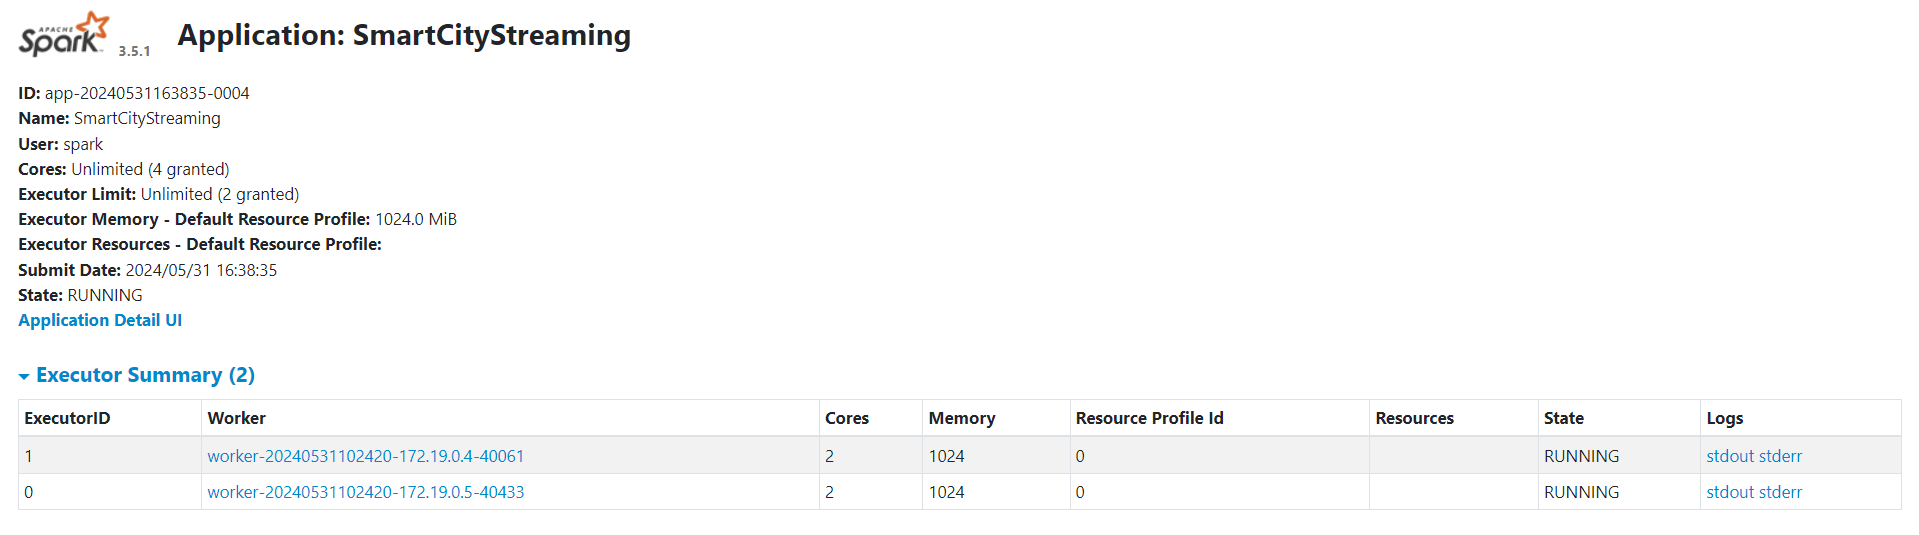 APACHE Spark 3.5.1 Application: SmartCityStreaming
ID: app-20240531163835-0004
Name: SmartCityStreaming
User: spark
Cores: Unlimited (4 granted)
Executor Limit: Unlimited (2 granted)
Executor Memory - Default Resource Profile: 1024.0 MiB
Executor Resources - Default Resource Profile:
Submit Date: 2024/05/31 16:38:35
State: RUNNING
Application Detail UI
Executor Summary (2)
ExecutorID Worker Cores Memory Resource Profile Id Resources State Logs
1 worker-20240531102420-172.19.0.4-40061 2 1024 0 RUNNING stdout stderr
0 worker-20240531102420-172.19.0.5-40433 2 1024 0 RUNNING stdout stderr